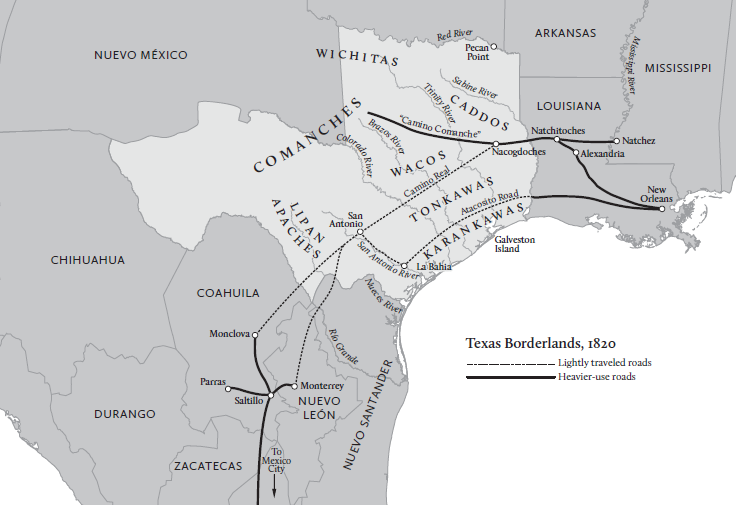 Red River
ARKANSAS
Pecan
Point
NUEVO MÉXICO
WICHITAS
Mississippi River
MISSISSIPPI
Sabine River
Trinity River
CADDOS
LOUISIANA
COMANCHES
"Camino Comanche"
Brazos River
Colorado River
Natchitoches
Natchez
Nacogdoches
Alexandria
WACOS
Camino Real
TONKAWAS
Atacosito Road
New
Orleans
LIPAN
APACHES
San
Antonio
KARANKAWAS
Galveston
Island
San Antonio River
La Bahia
CHIHUAHUA
COAHUILA
Nueces River
Monclova
Río Grande
Texas Borderlands, 1820
Lightly traveled roads
Heavier-use roads
Parras
Monterrey
Saltillo
NUEVO
LEÓN
NUEVO SANTANDER
DURANGO
ZACATECAS
To
Mexico
City